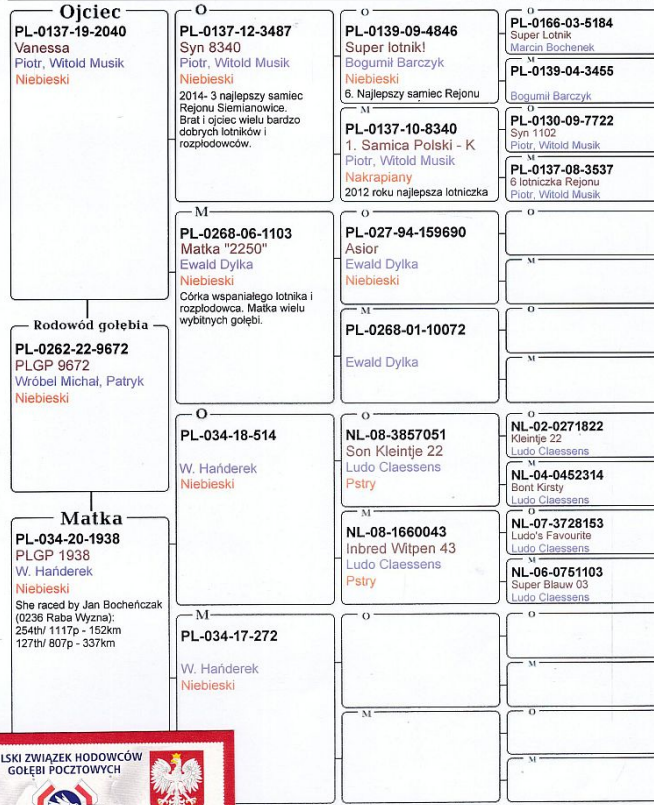 Ojciec
PL-0137-19-2040
Vanessa
Piotr, Witold Musik
Niebieski
Rodowód gołębia
PL-0262-22-9672
PLGP 9672
Wróbel Michał, Patryk
Niebieski
Matka
PL-034-20-1938
PLGP 1938
W. Hańderek
Niebieski
She raced by Jan Bocheńczak
(0236 Raba Wyzna):
254th/ 1117p - 152km
127th/ 807p - 337km
O
PL-0137-12-3487
Syn 8340
Piotr, Witold Musik
Niebieski
2014- 3 najlepszy samiec
Rejonu Siemianowice.
Brat i ojciec wielu bardzo
dobrych lotników i
rozpłodowców.
M
PL-0268-06-1103
Matka "2250"
Ewald Dylka
Niebieski
Córka wspaniałego lotnika i
rozpłodowca. Matka wielu
wybitnych gołębi.
O
PL-034-18-514
W. Hańderek
Niebieski
M
PL-034-17-272
W. Hańderek
Niebieski
O
PL-0139-09-4846
Super lotnik!
Bogumił Barczyk
Niebieski
6. Najlepszy samiec Rejonu
M
PL-0137-10-8340
1. Samica Polski - K
Piotr, Witold Musik
Nakrapiany
2012 roku najlepsza lotniczka
O
PL-027-94-159690
Asior
Ewald Dylka
Niebieski
M
PL-0268-01-10072
Ewald Dylka
O
NL-08-3857051
Son Kleintje 22
Ludo Claessens
Pstry
M
NL-08-1660043
Inbred Witpen 43
Ludo Claessens
Pstry
O
M
O
PL-0166-03-5184
Super Lotnik
Marcin Bochenek
M
PL-0139-04-3455
Bogumił Barczyk
O
PL-0130-09-7722
Syn 1102
Piotr, Witold Musik
M
PL-0137-08-3537
6 lotniczka Rejonu
Piotr, Witold Musik
O
M
O
M
O
NL-02-0271822
Kleintje 22
Ludo Claessens
M
NL-04-0452314
Bont Kirsty
Ludo Claessens
O
NL-07-3728153
Ludo's Favourite
Ludo Claessens
M
NL-06-0751103
Super Blauw 03
Ludo Claessens
O
M
O
M
LSKI ZWIĄZEK HODOWCÓW
GOŁĘBI POCZTOWYCH